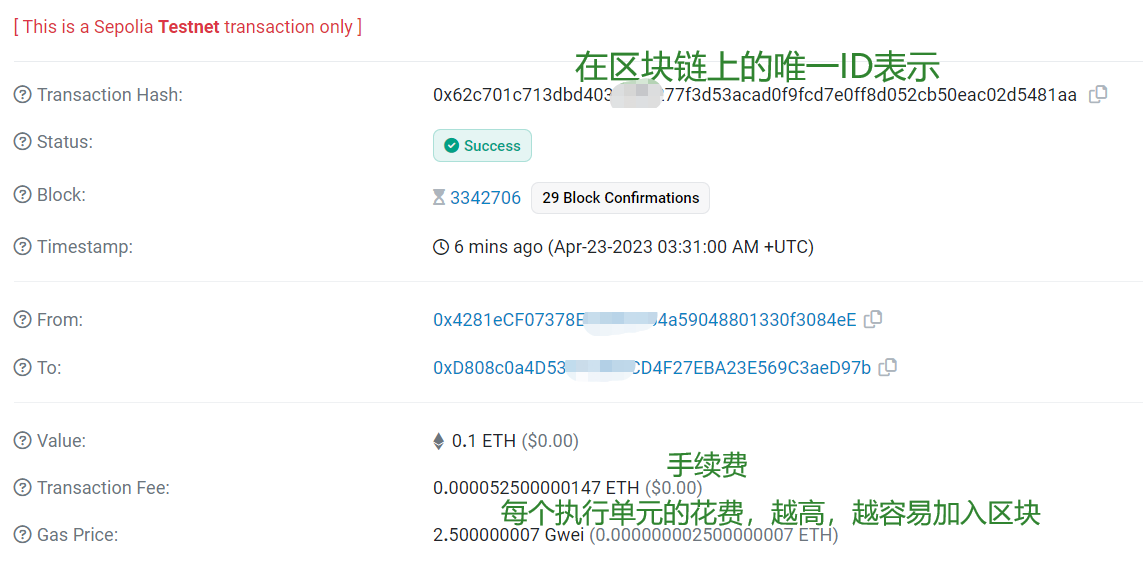 [ This is a Sepolia Testnet transaction only ]
在区块链上的唯一ID表示
Transaction Hash: 0x62c701c713dbd403 77f3d53acad0f9fcd7e0ff8d052cb50eac02d5481aa
Status: Success
Block: 3342706 29 Block Confirmations
Timestamp: 6 mins ago (Apr-23-2023 03:31:00 AM +UTC)
From: 0x4281eCF07378E 4a59048801330f3084eE
To: 0xD808c0a4D53 CD4F27EBA23E569C3aeD97b
Value: 0.1 ETH ($0.00)
手续费
Transaction Fee: 0.000052500000147 ETH ($0.00)
每个执行单元的花费，越高，越容易加入区块
Gas Price: 2.500000007 Gwei (0.000000002500000007 ETH)